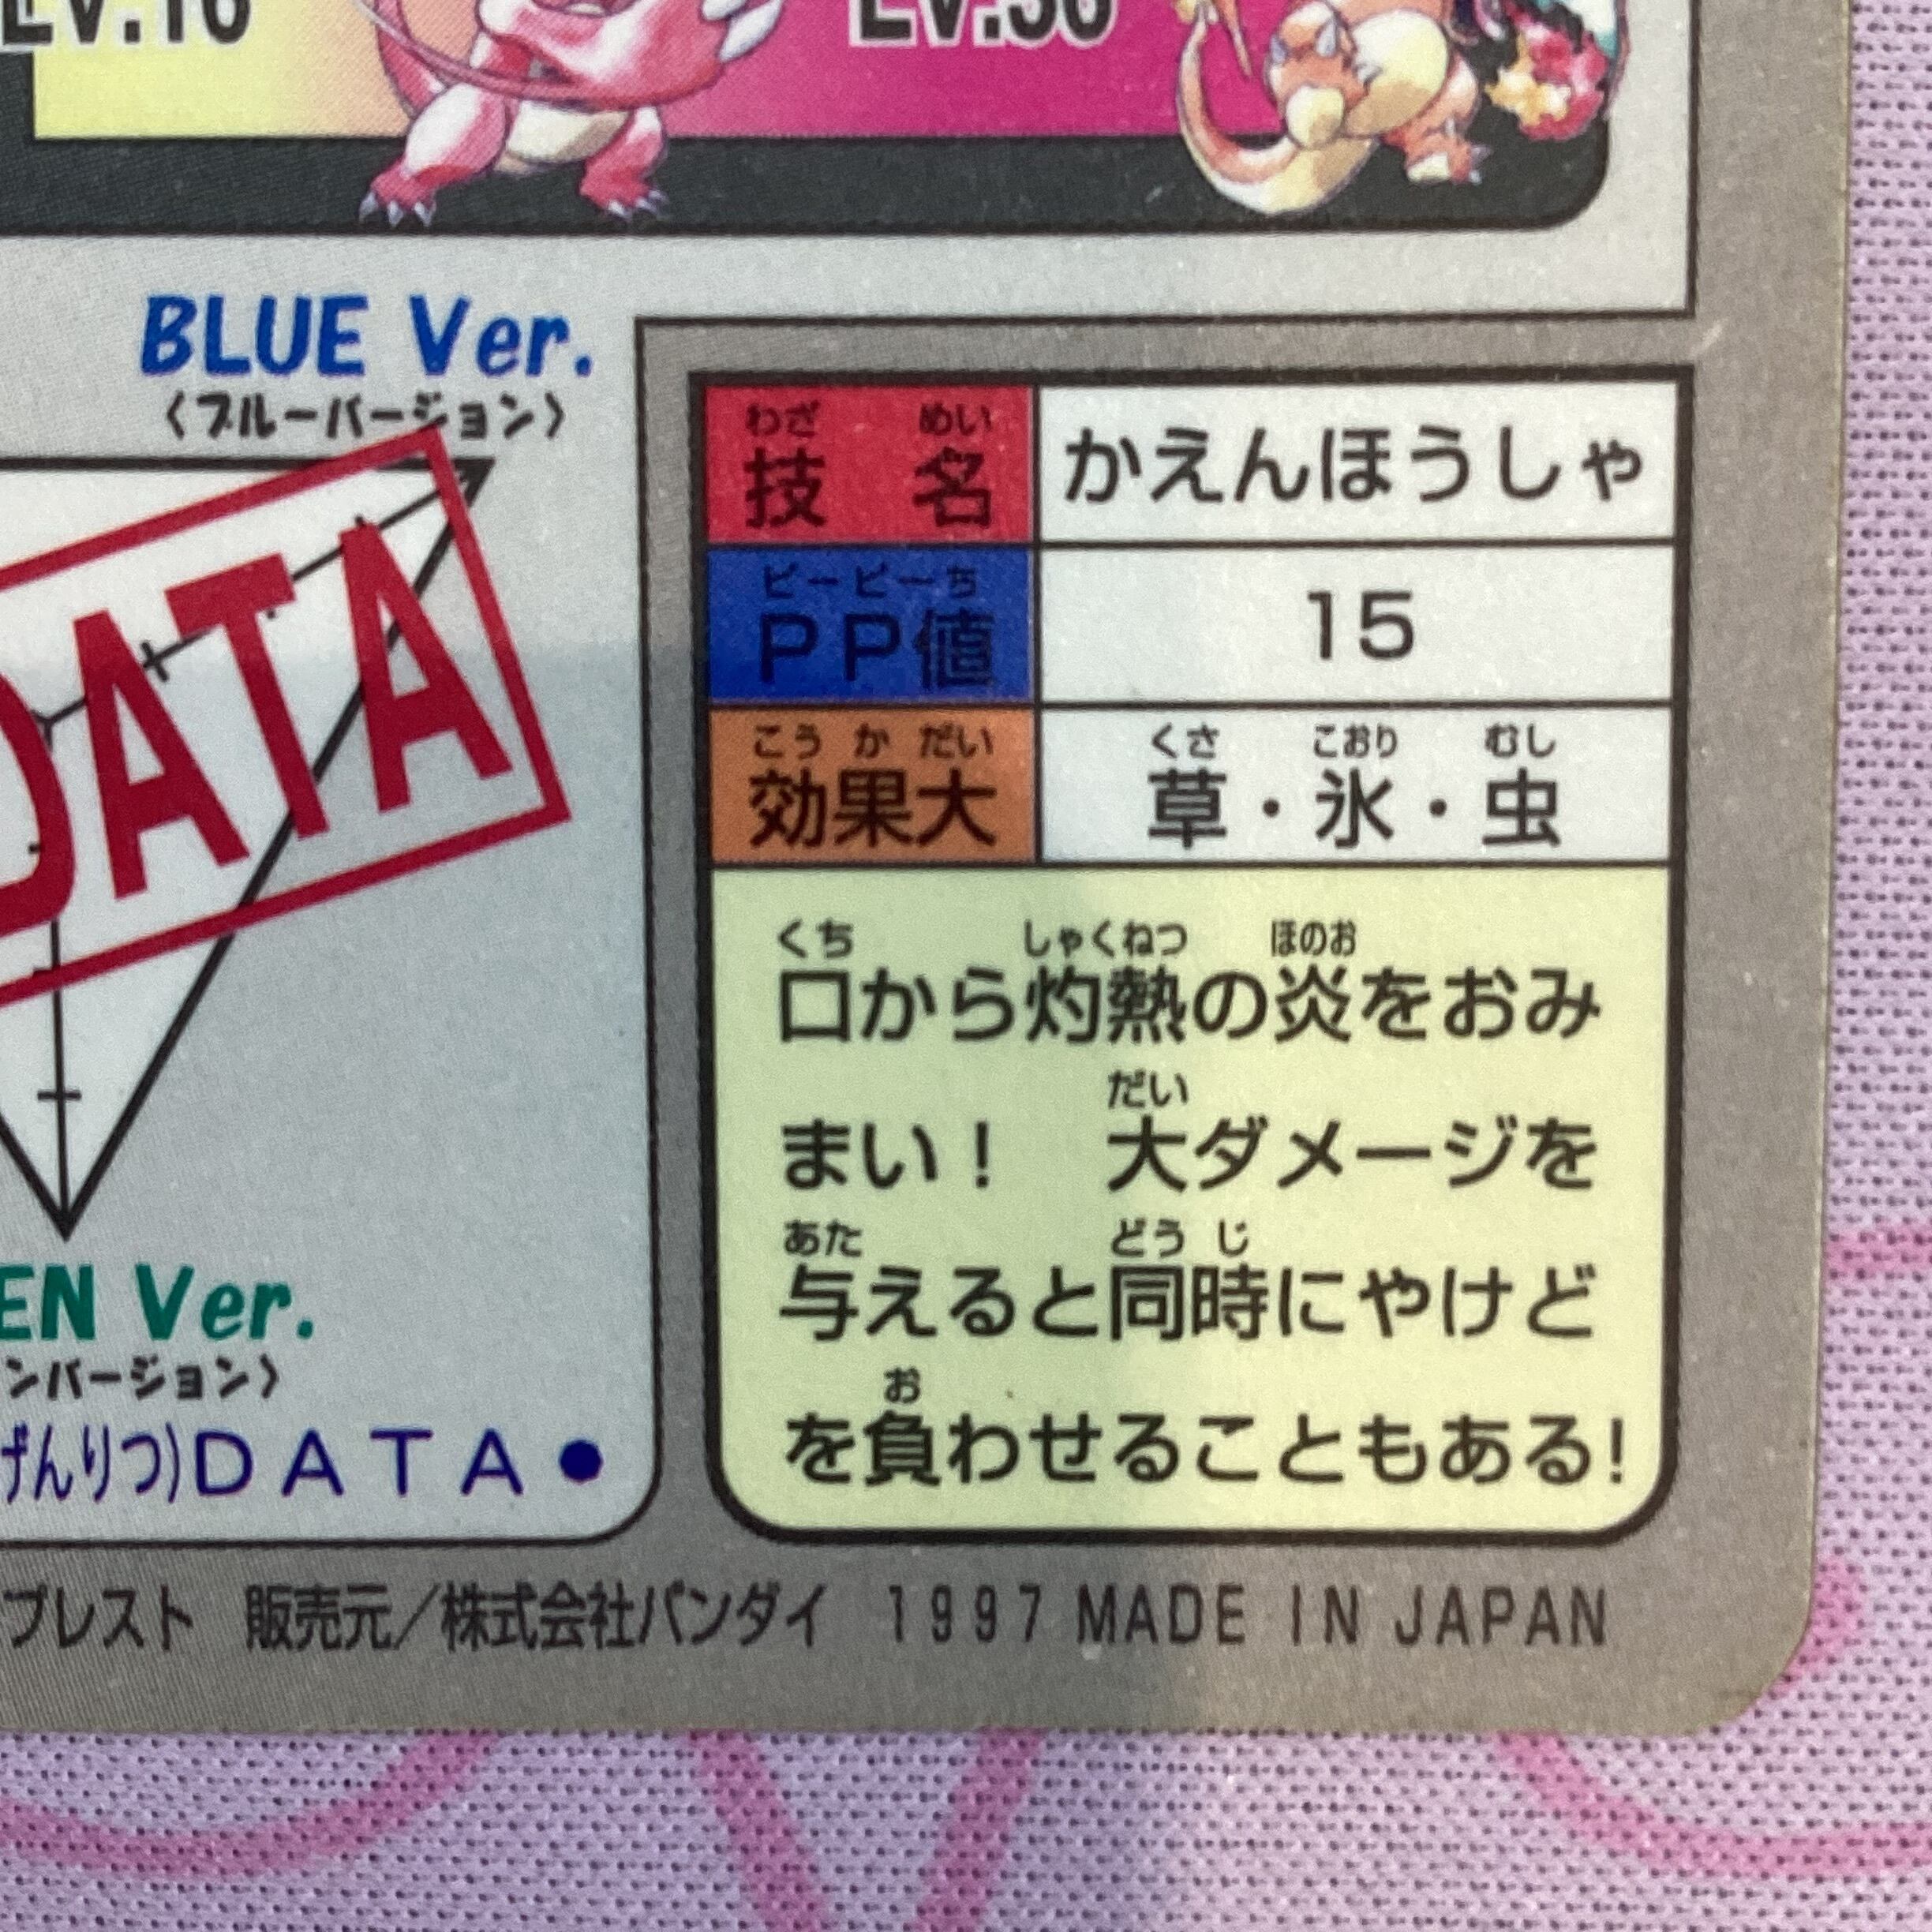 LV.16
LV.36
BLUE Ver.
〈ブルーバージョン〉
DATA
EN Ver.
ンバージョン〉
げんりつ)DATA●
わざ めい
技 名
かえんほうしゃ
ピーピーち
PP値
15
こうかだい
効果大
くさ こおり むし
草・氷・虫
くち しゃくねつ ほのお
口から灼熱の炎をおみ
だい
まい! 大ダメージを
あた どうじ
与えると同時にやけど
お
を負わせることもある!
プレスト 販売元/株式会社バンダイ 1997 MADE IN JAPAN